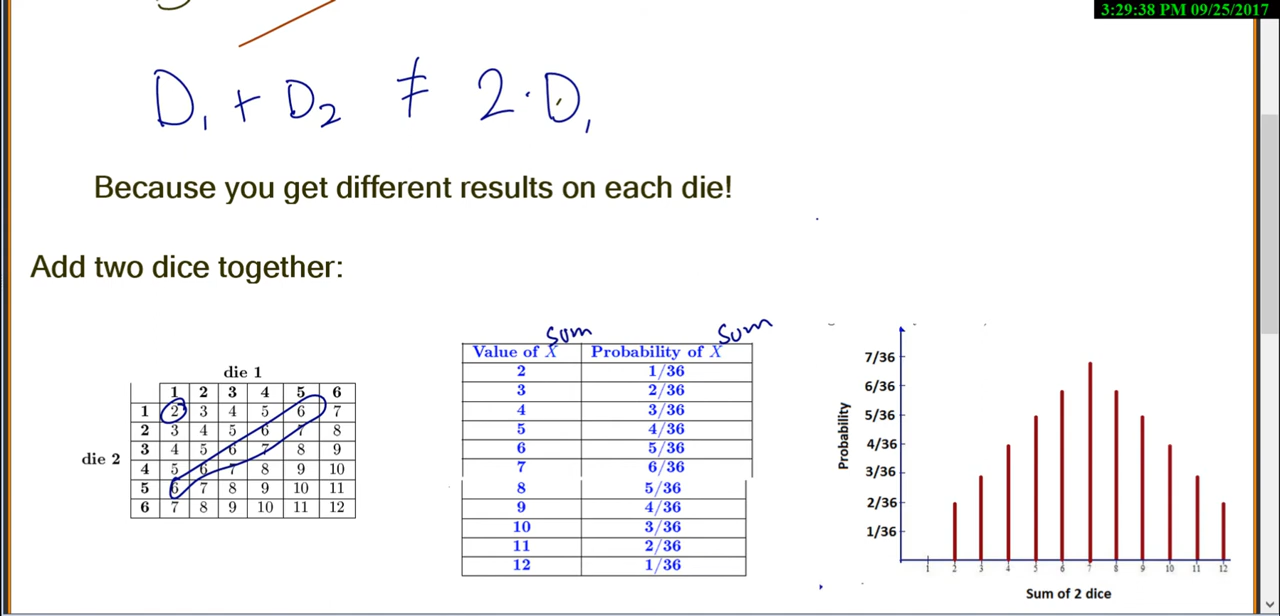 3:29:38 PM 09/25/2017
D1 + D2 ≠ 2·D1
Because you get different results on each die!
Add two dice together:
die 1
1 2 3 4 5 6
1 2 3 4 5 6 7
2 3 4 5 6 7 8
die 2
3 4 5 6 7 8 9
4 5 6 7 8 9 10
5 6 7 8 9 10 11
6 7 8 9 10 11 12
sum sum
Value of X Probability of X
2 1/36
3 2/36
4 3/36
5 4/36
6 5/36
7 6/36
8 5/36
9 4/36
10 3/36
11 2/36
12 1/36
Probability
7/36
6/36
5/36
4/36
3/36
2/36
1/36
1 2 3 4 5 6 7 8 9 10 11 12
Sum of 2 dice